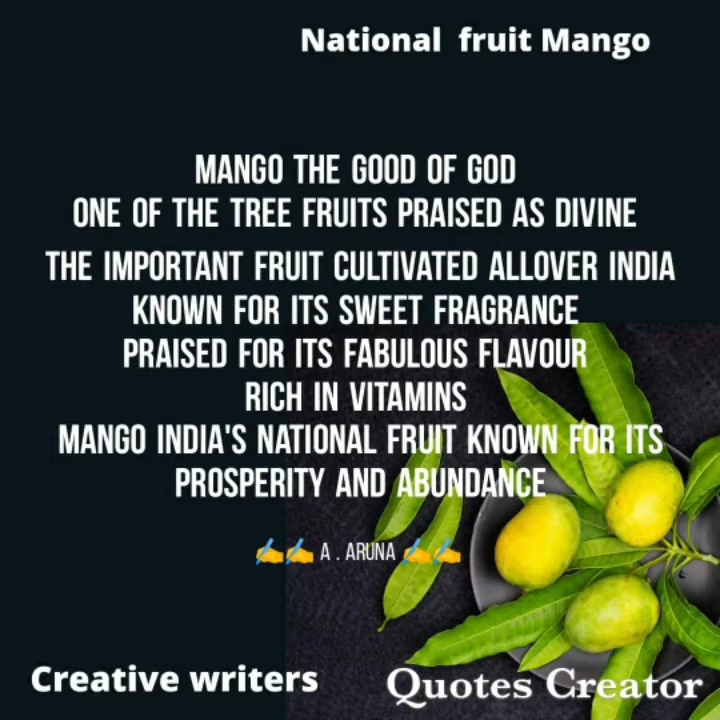 National fruit Mango
MANGO THE GOOD OF GOD
ONE OF THE TREE FRUITS PRAISED AS DIVINE
THE IMPORTANT FRUIT CULTIVATED ALLOVER INDIA
KNOWN FOR ITS SWEET FRAGRANCE
PRAISED FOR ITS FABULOUS FLAVOUR
RICH IN VITAMINS
MANGO INDIA'S NATIONAL FRUIT KNOWN FOR ITS
PROSPERITY AND ABUNDANCE
✍✍ A . ARUNA ✍✍
Creative writers
Quotes Creator